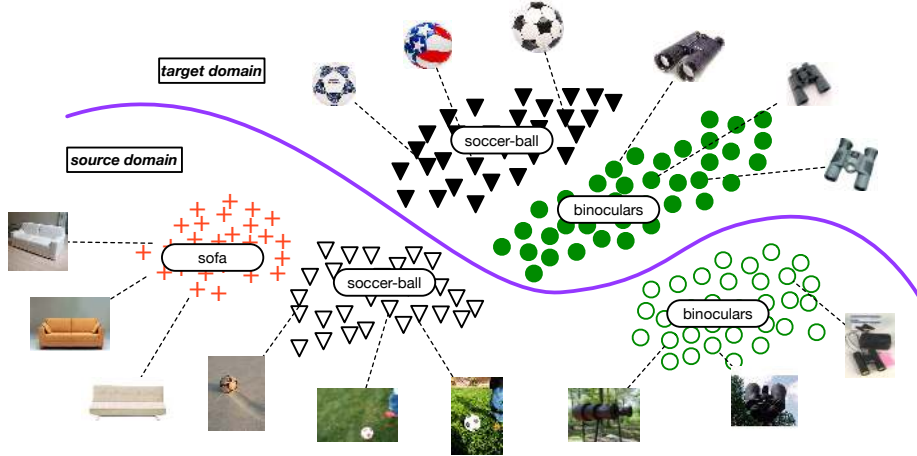 target domain
source domain
soccer-ball
binoculars
sofa
soccer-ball
binoculars